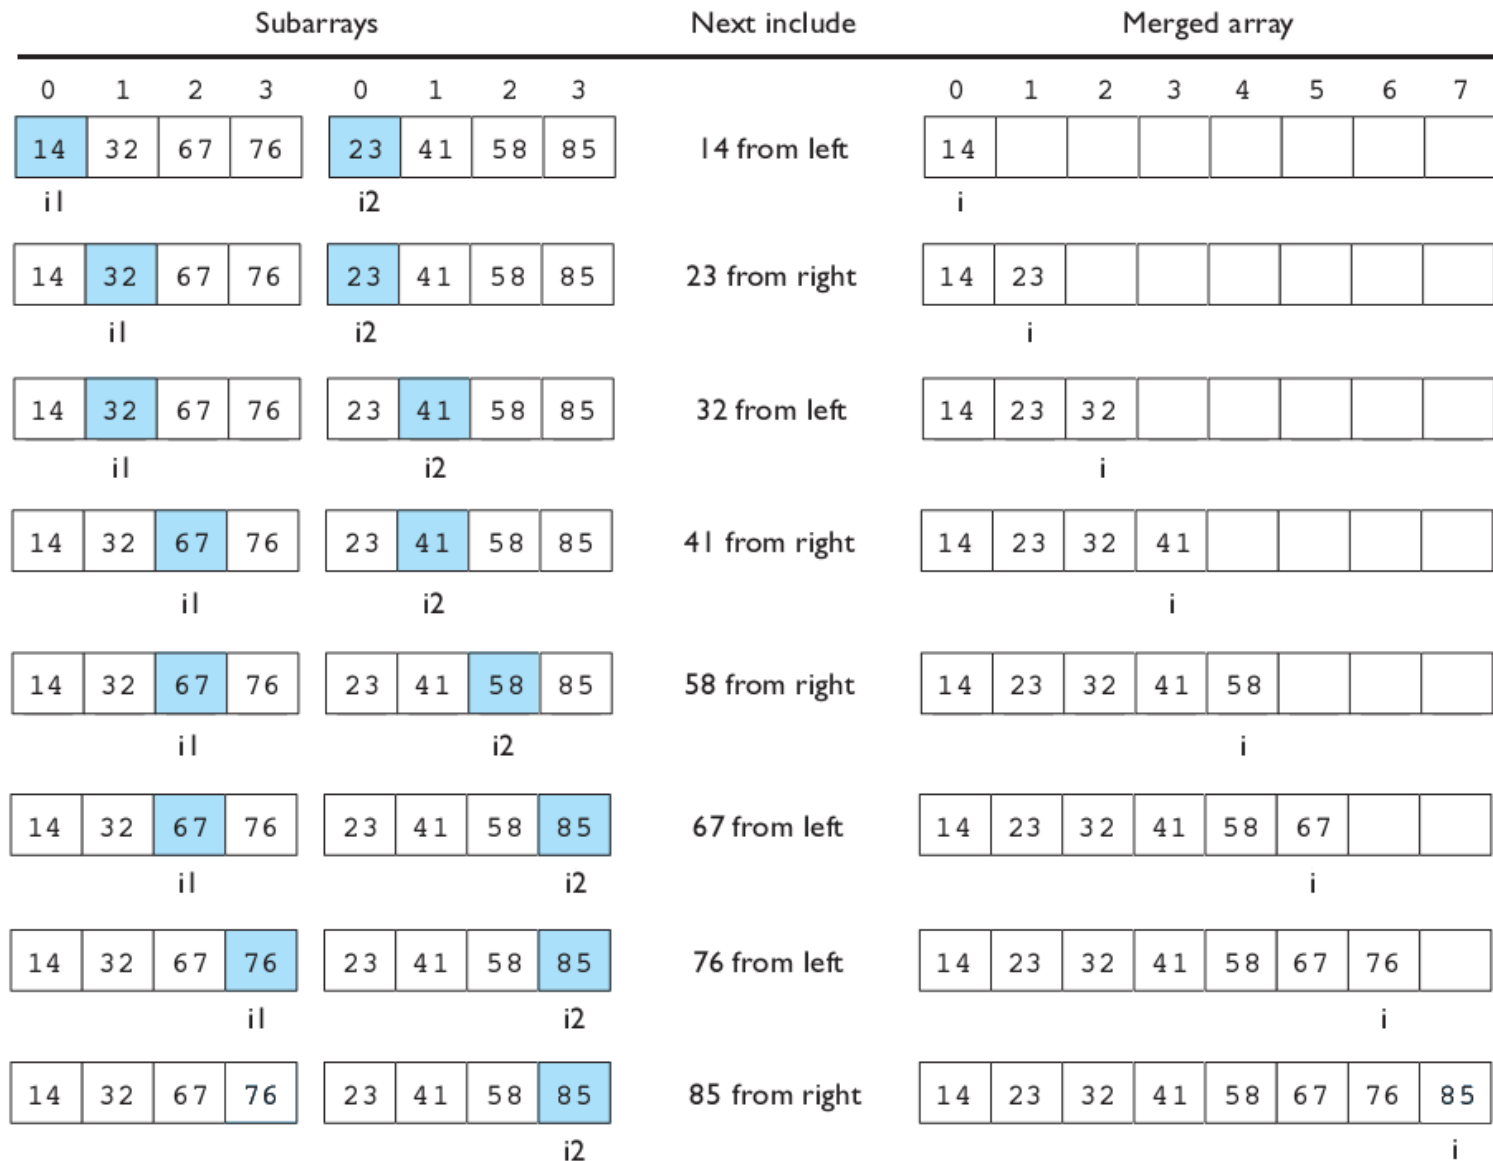 Subarrays Next include Merged array
0 1 2 3 0 1 2 3 0 1 2 3 4 5 6 7
14 32 67 76 23 41 58 85 14 from left 14
i1 i2 i
14 32 67 76 23 41 58 85 23 from right 14 23
i1 i2 i
14 32 67 76 23 41 58 85 32 from left 14 23 32
i1 i2 i
14 32 67 76 23 41 58 85 41 from right 14 23 32 41
i1 i2 i
14 32 67 76 23 41 58 85 58 from right 14 23 32 41 58
i1 i2 i
14 32 67 76 23 41 58 85 67 from left 14 23 32 41 58 67
i1 i2 i
14 32 67 76 23 41 58 85 76 from left 14 23 32 41 58 67 76
i1 i2 i
14 32 67 76 23 41 58 85 85 from right 14 23 32 41 58 67 76 85
i2 i